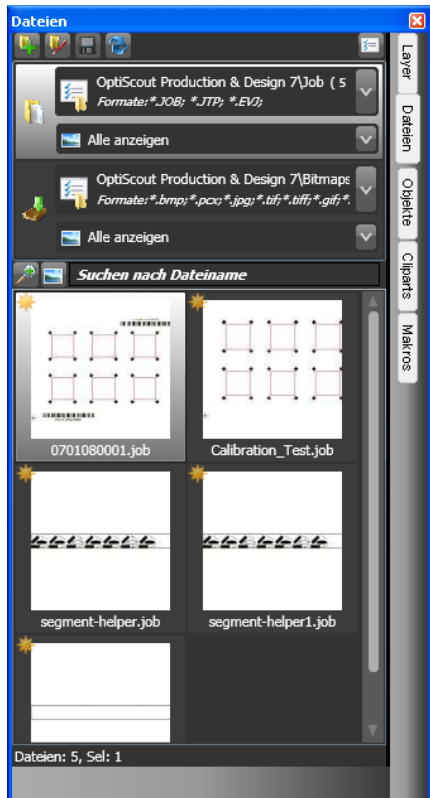 Dateien
OptiScout Production & Design 7\Job ( 5
Formate:*.JOB; *.JTP; *.EVJ;
Alle anzeigen
OptiScout Production & Design 7\Bitmaps
Formate:*.bmp;*.pcx;*.jpg;*.tif;*.tiff;*.gif;*.
Alle anzeigen
Suchen nach Dateiname
0701080001.job
Calibration_Test.job
segment-helper.job
segment-helper1.job
Dateien: 5, Sel: 1
Layer
Dateien
Objekte
Cliparts
Makros